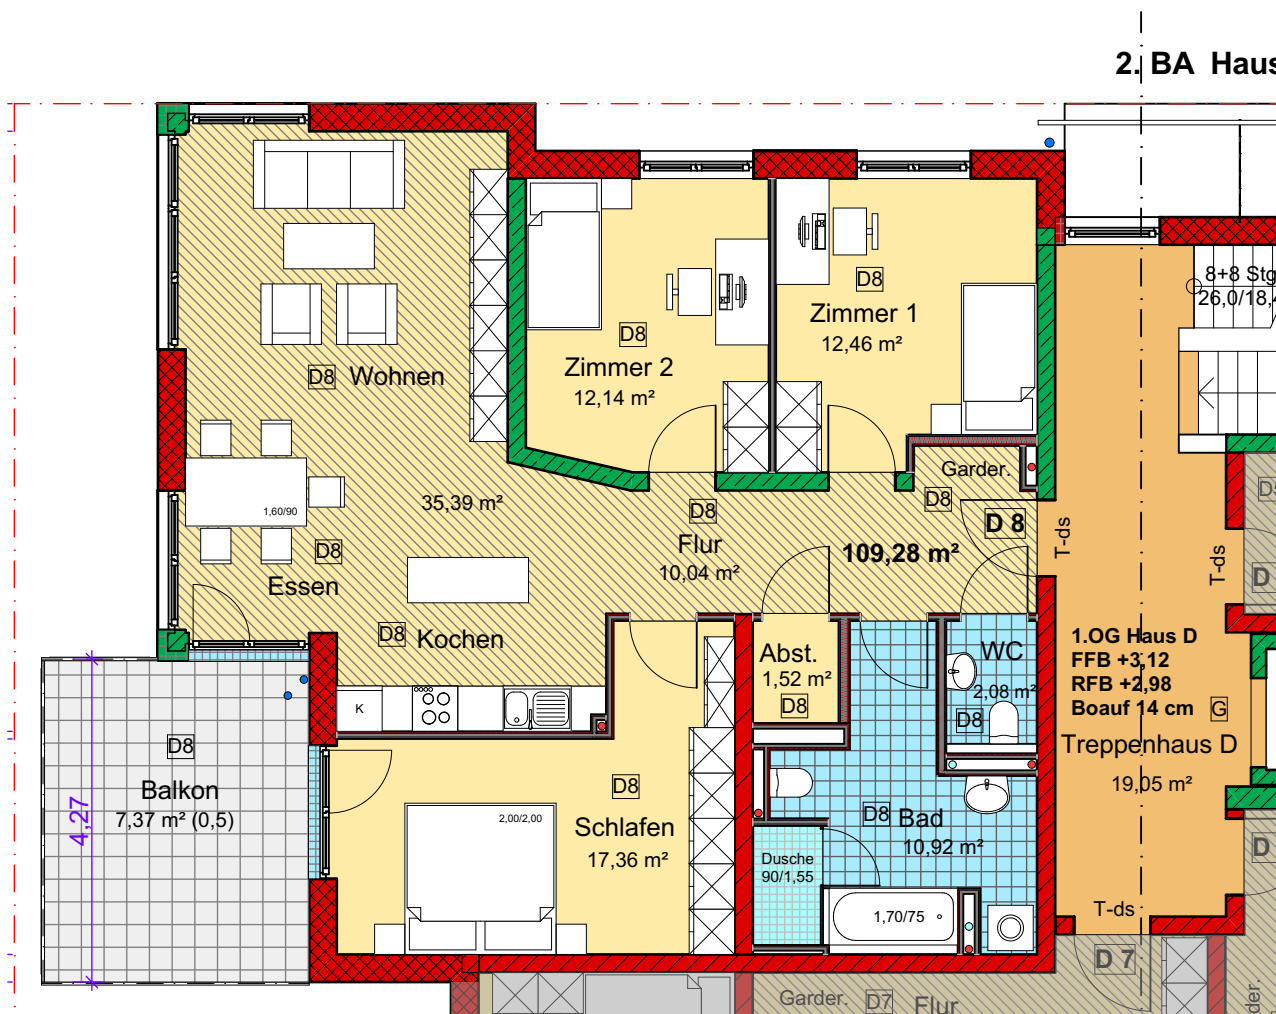 2. BA Haus
8+8 Stg
26,0/18,4
D8
Zimmer 1
12,46 m²
D8
Zimmer 2
12,14 m²
D8 Wohnen
35,39 m²
1,60/90
D8
Essen
D8 Kochen
K
D8
Flur
10,04 m²
Garder.
D8
D 8
109,28 m²
T-ds
T-ds
D5
D
Abst.
1,52 m²
D8
WC
2,08 m²
D8
1.OG Haus D
FFB +3,12
RFB +2,98
Boauf 14 cm
G
Treppenhaus D
19,05 m²
D8
Balkon
7,37 m² (0,5)
4,27
D8
Schlafen
17,36 m²
2,00/2,00
D8 Bad
10,92 m²
Dusche
90/1,55
1,70/75
D
T-ds
D 7
Garder.
D7
Flur
der.